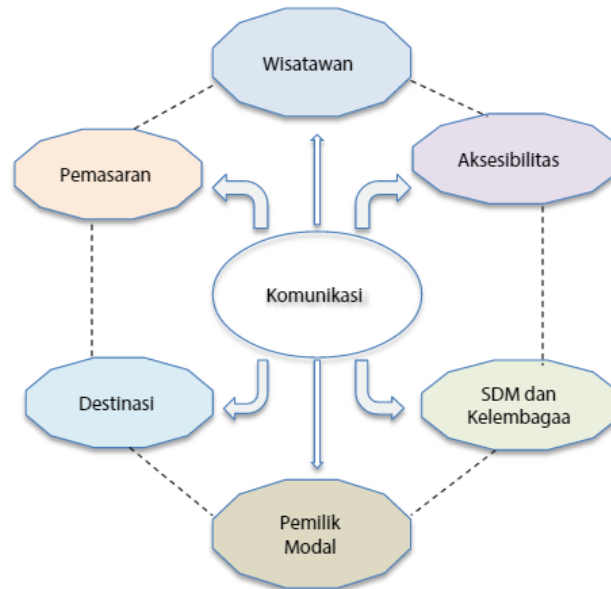 Wisatawan
Pemasaran
Aksesibilitas
Komunikasi
Destinasi
SDM dan
Kelembagaa
Pemilik
Modal